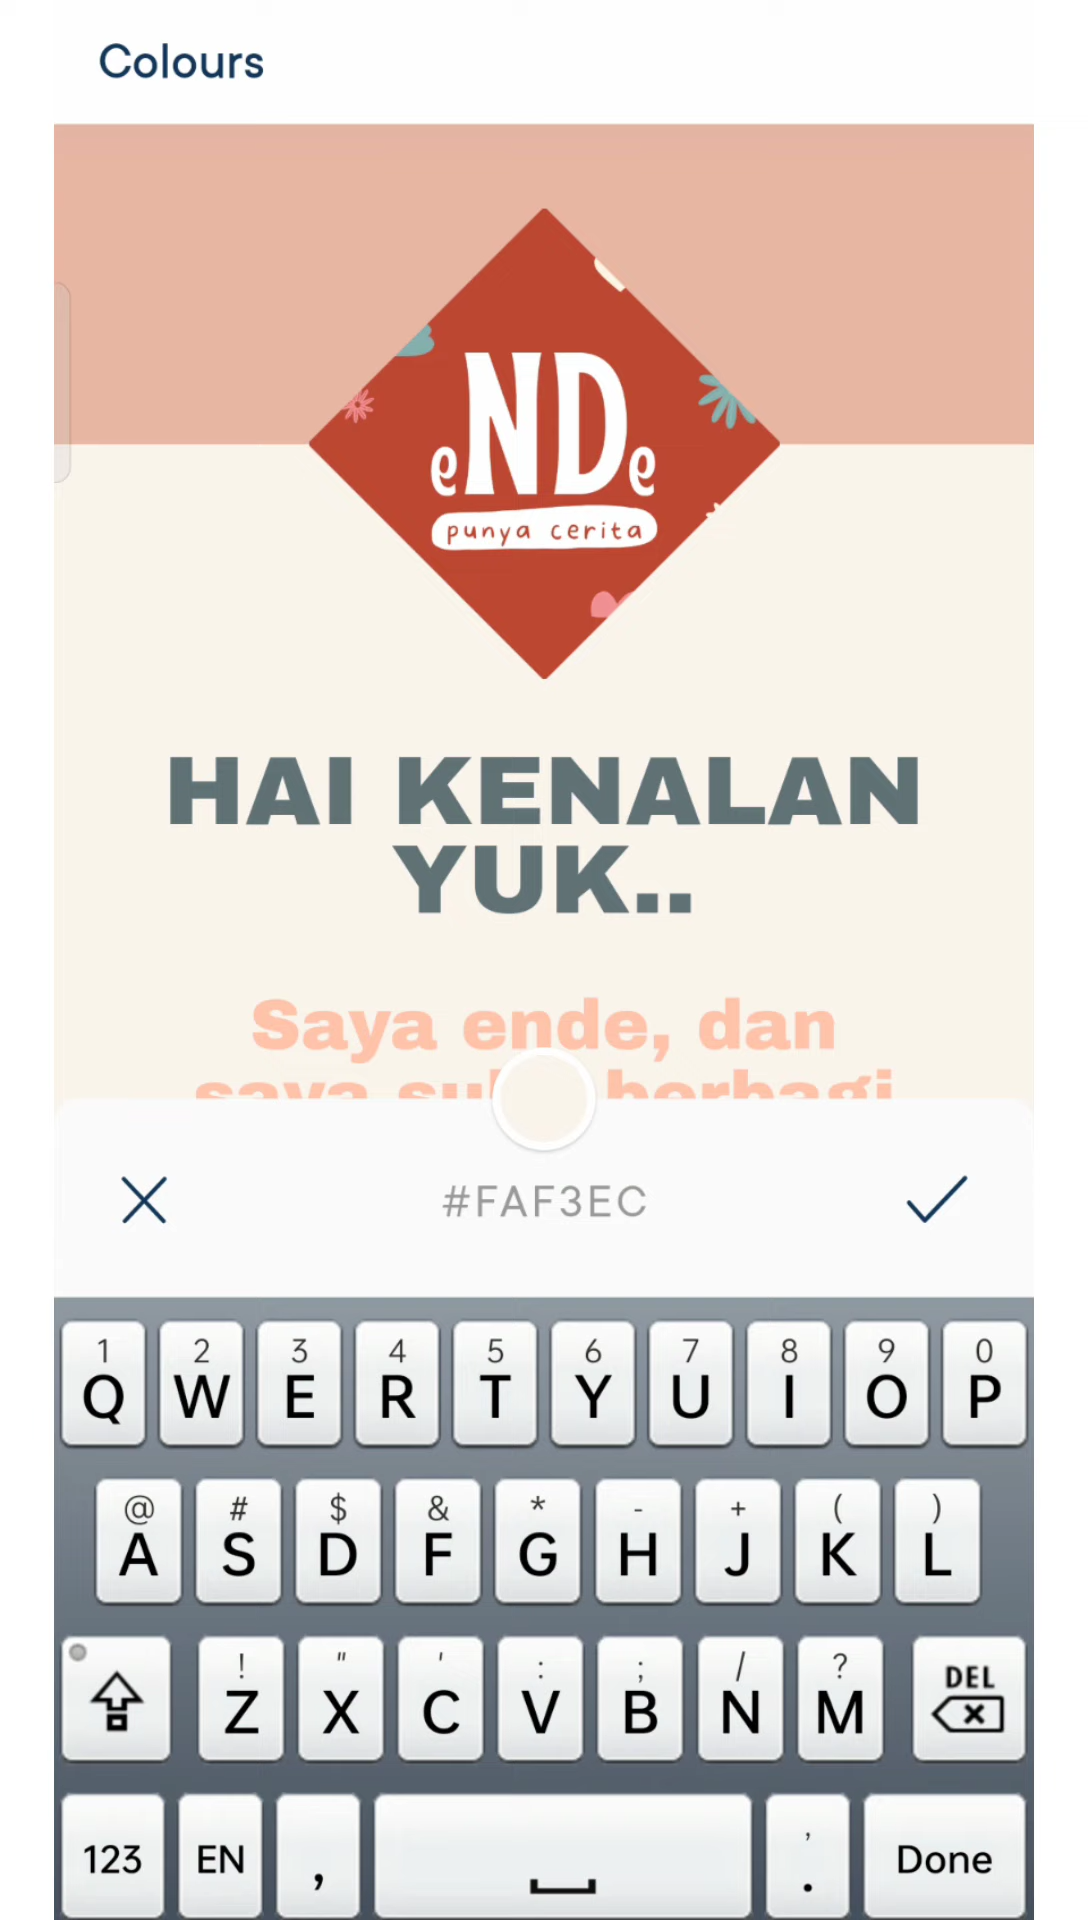 Colours
eNDe
punya cerita
HAI KENALAN
YUK..
Saya ende, dan
#FAF3EC
1 2 3 4 5 6 7 8 9 0
Q W E R T Y U I O P
@ # $ & * - + ( )
A S D F G H J K L
! " ' : ; / ?
Z X C V B N M DEL
123 EN , ' . Done